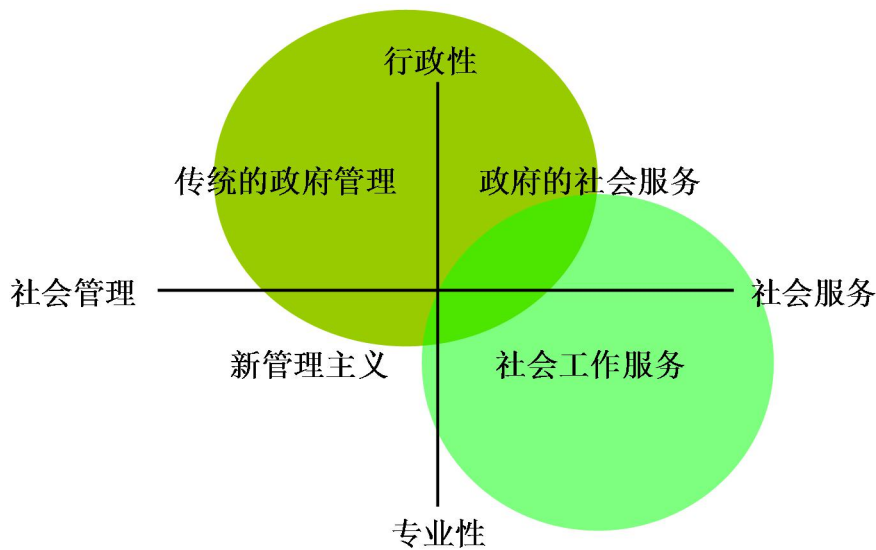 行政性
传统的政府管理
政府的社会服务
社会管理
社会服务
新管理主义
社会工作服务
专业性